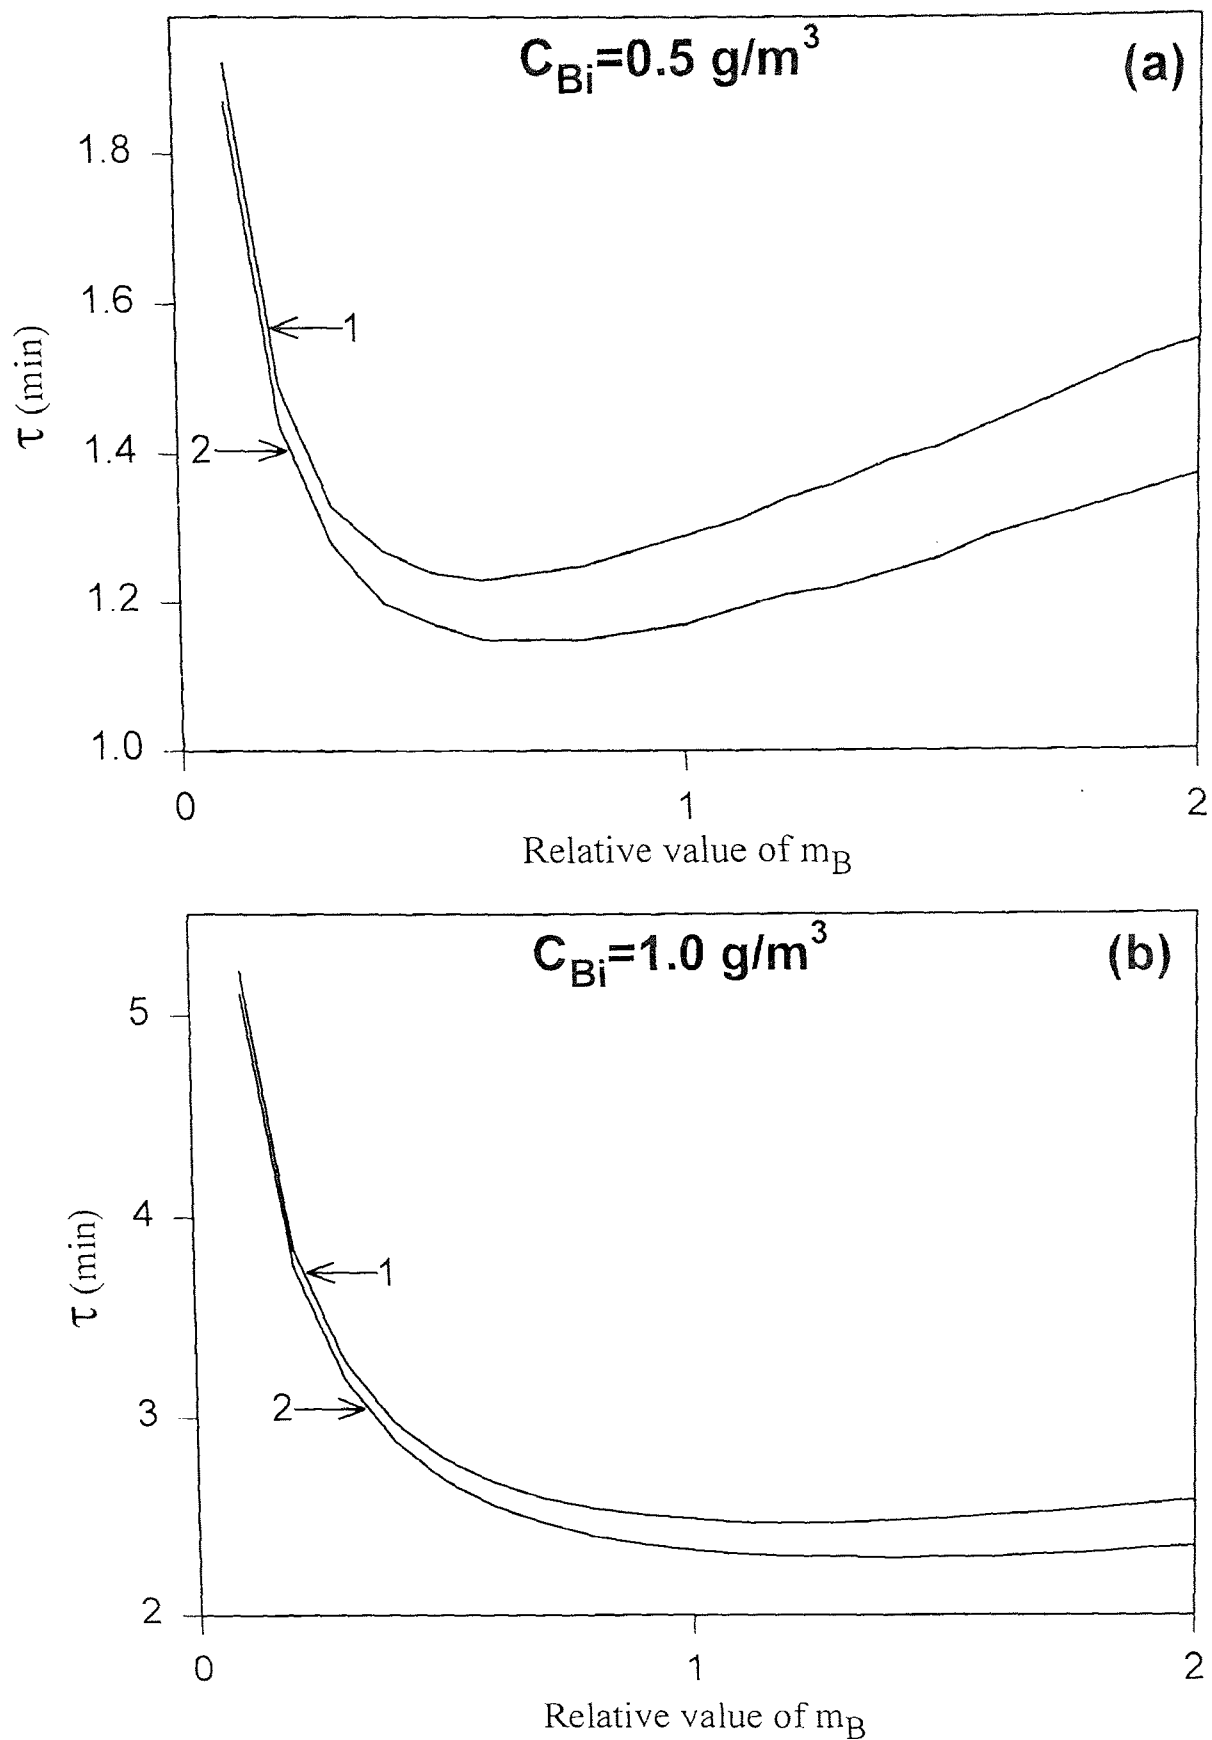 C_Bi=0.5 g/m^3 (a)
1.8
1.6
1
τ (min)
2
1.4
1.2
1.0
0 1 2
Relative value of m_B
C_Bi=1.0 g/m^3 (b)
5
4
τ (min)
1
3
2
2
0 1 2
Relative value of m_B